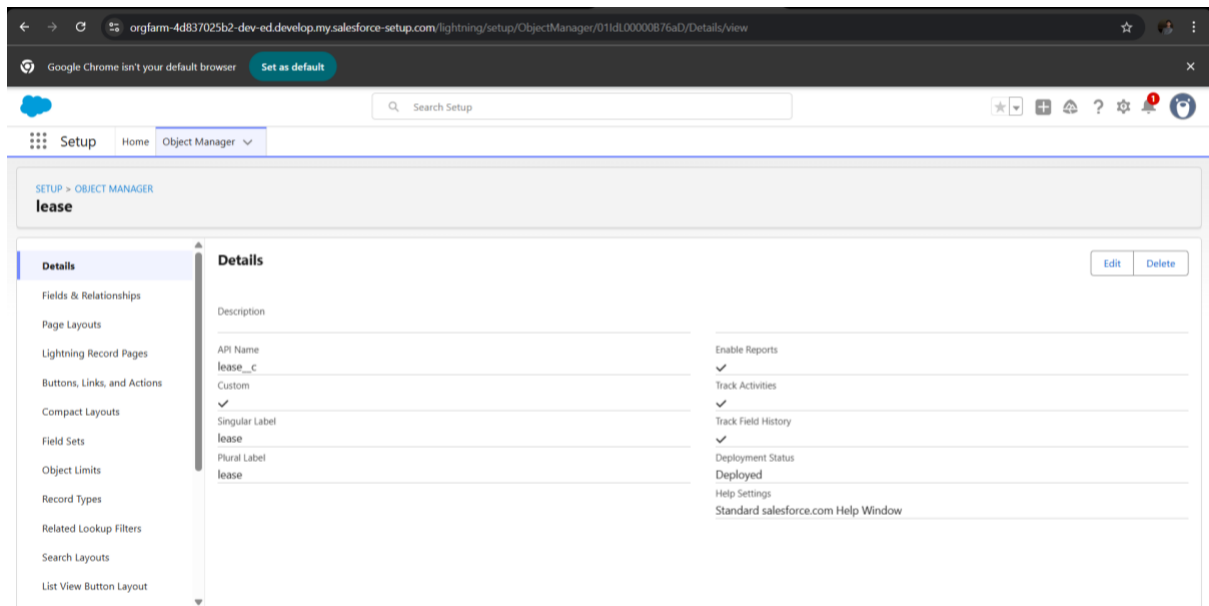 orgfarm-4d837025b2-dev-ed.develop.my.salesforce-setup.com/lightning/setup/ObjectManager/01IdL00000B76aD/Details/view
Google Chrome isn't your default browser Set as default
Search Setup
1
Setup Home Object Manager
SETUP > OBJECT MANAGER
lease
Details
Fields & Relationships
Page Layouts
Lightning Record Pages
Buttons, Links, and Actions
Compact Layouts
Field Sets
Object Limits
Record Types
Related Lookup Filters
Search Layouts
List View Button Layout
Details
Edit Delete
Description
API Name
lease__c
Custom
Singular Label
lease
Plural Label
lease
Enable Reports
Track Activities
Track Field History
Deployment Status
Deployed
Help Settings
Standard salesforce.com Help Window